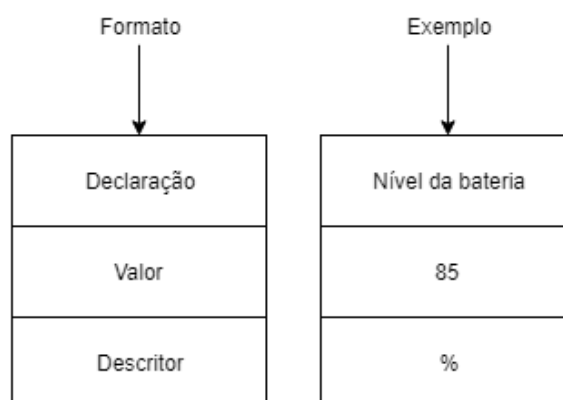 Formato
Exemplo
Declaração
Nível da bateria
Valor
85
Descritor
%